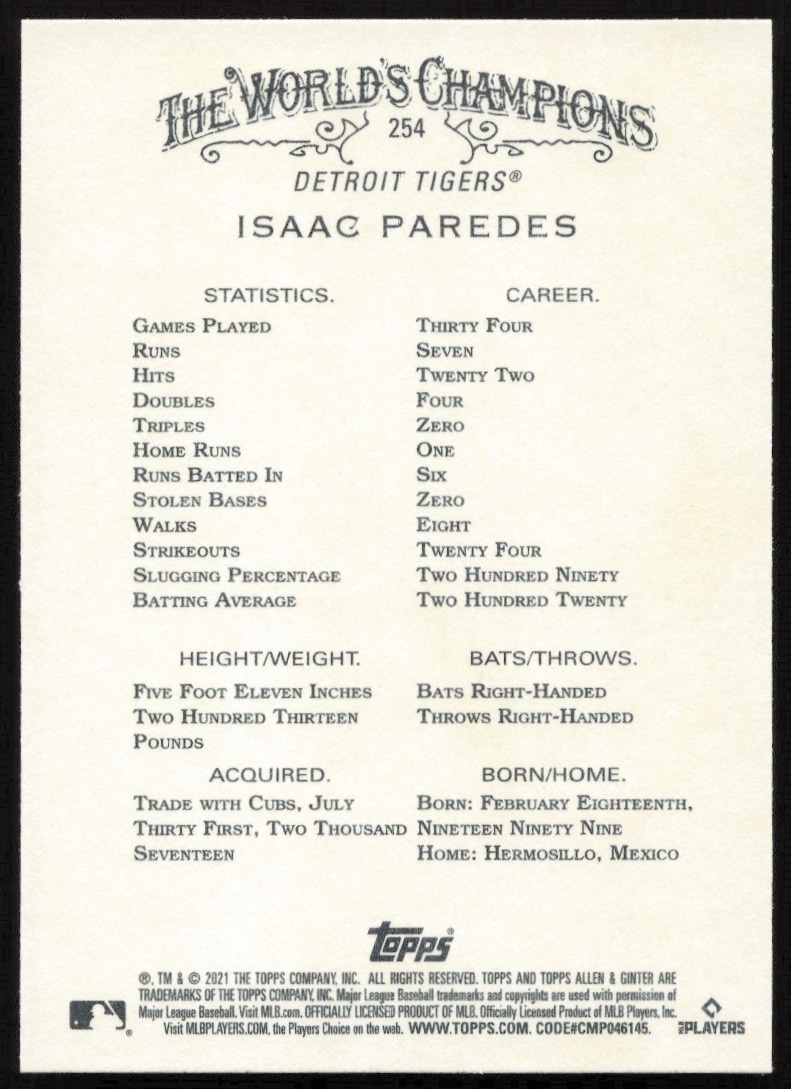 THE WORLD'S CHAMPIONS
254
DETROIT TIGERS®
ISAAC PAREDES
STATISTICS. CAREER.
GAMES PLAYED THIRTY FOUR
RUNS SEVEN
HITS TWENTY TWO
DOUBLES FOUR
TRIPLES ZERO
HOME RUNS ONE
RUNS BATTED IN SIX
STOLEN BASES ZERO
WALKS EIGHT
STRIKEOUTS TWENTY FOUR
SLUGGING PERCENTAGE TWO HUNDRED NINETY
BATTING AVERAGE TWO HUNDRED TWENTY
HEIGHT/WEIGHT. BATS/THROWS.
FIVE FOOT ELEVEN INCHES BATS RIGHT-HANDED
TWO HUNDRED THIRTEEN THROWS RIGHT-HANDED
POUNDS
ACQUIRED. BORN/HOME.
TRADE WITH CUBS, JULY BORN: FEBRUARY EIGHTEENTH,
THIRTY FIRST, TWO THOUSAND NINETEEN NINETY NINE
SEVENTEEN HOME: HERMOSILLO, MEXICO
topps®
®, TM & © 2021 THE TOPPS COMPANY, INC. ALL RIGHTS RESERVED. TOPPS AND TOPPS ALLEN & GINTER ARE
TRADEMARKS OF THE TOPPS COMPANY, INC. Major League Baseball trademarks and copyrights are used with permission of
Major League Baseball. Visit MLB.com. OFFICIALLY LICENSED PRODUCT OF MLB. Officially Licensed Product of MLB Players, Inc.
Visit MLBPLAYERS.COM, the Players Choice on the web. WWW.TOPPS.COM. CODE#CMP046145.
MLB PLAYERS